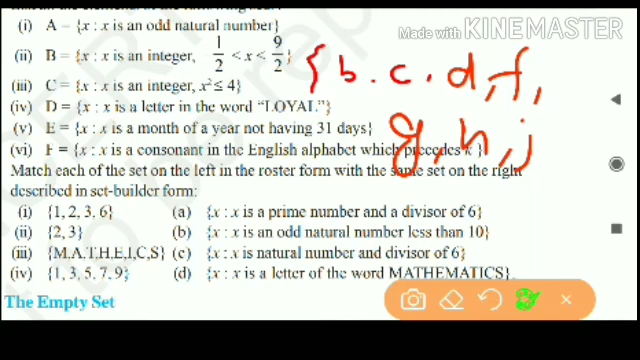 (i) A = {x : x is an odd natural number}
Made with KINEMASTER
(ii) B = {x : x is an integer, 1/2 < x < 9/2}
{b. c. d, f,
(iii) C = {x : x is an integer, x² ≤ 4}
(iv) D = {x : x is a letter in the word “LOYAL”}
(v) E = {x : x is a month of a year not having 31 days}
g, h, j
(vi) F = {x : x is a consonant in the English alphabet which precedes k }
Match each of the set on the left in the roster form with the same set on the right
described in set-builder form:
(i) {1, 2, 3, 6} (a) {x : x is a prime number and a divisor of 6}
(ii) {2, 3} (b) {x : x is an odd natural number less than 10}
(iii) {M,A,T,H,E,I,C,S} (c) {x : x is natural number and divisor of 6}
(iv) {1, 3, 5, 7, 9} (d) {x : x is a letter of the word MATHEMATICS}.
The Empty Set